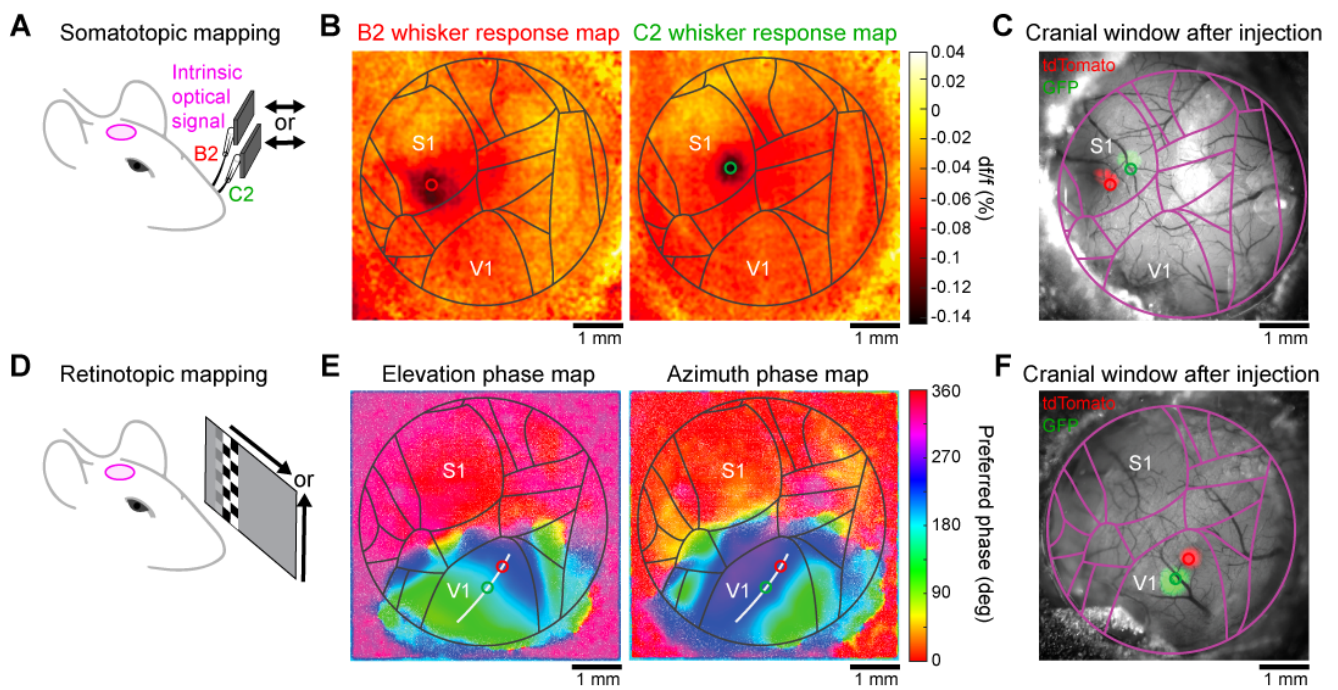 A
Somatotopic mapping
Intrinsic
optical
signal
or
B2
C2
B
B2 whisker response map
C2 whisker response map
S1
V1
1 mm
S1
V1
1 mm
0.04
0.02
0
-0.02
-0.04
-0.06
-0.08
-0.10
-0.12
-0.14
df/f (%)
C
Cranial window after injection
tdTomato
GFP
S1
V1
1 mm
D
Retinotopic mapping
or
E
Elevation phase map
Azimuth phase map
S1
V1
1 mm
S1
V1
1 mm
360
270
180
90
0
Preferred phase (deg)
F
Cranial window after injection
tdTomato
GFP
S1
V1
1 mm